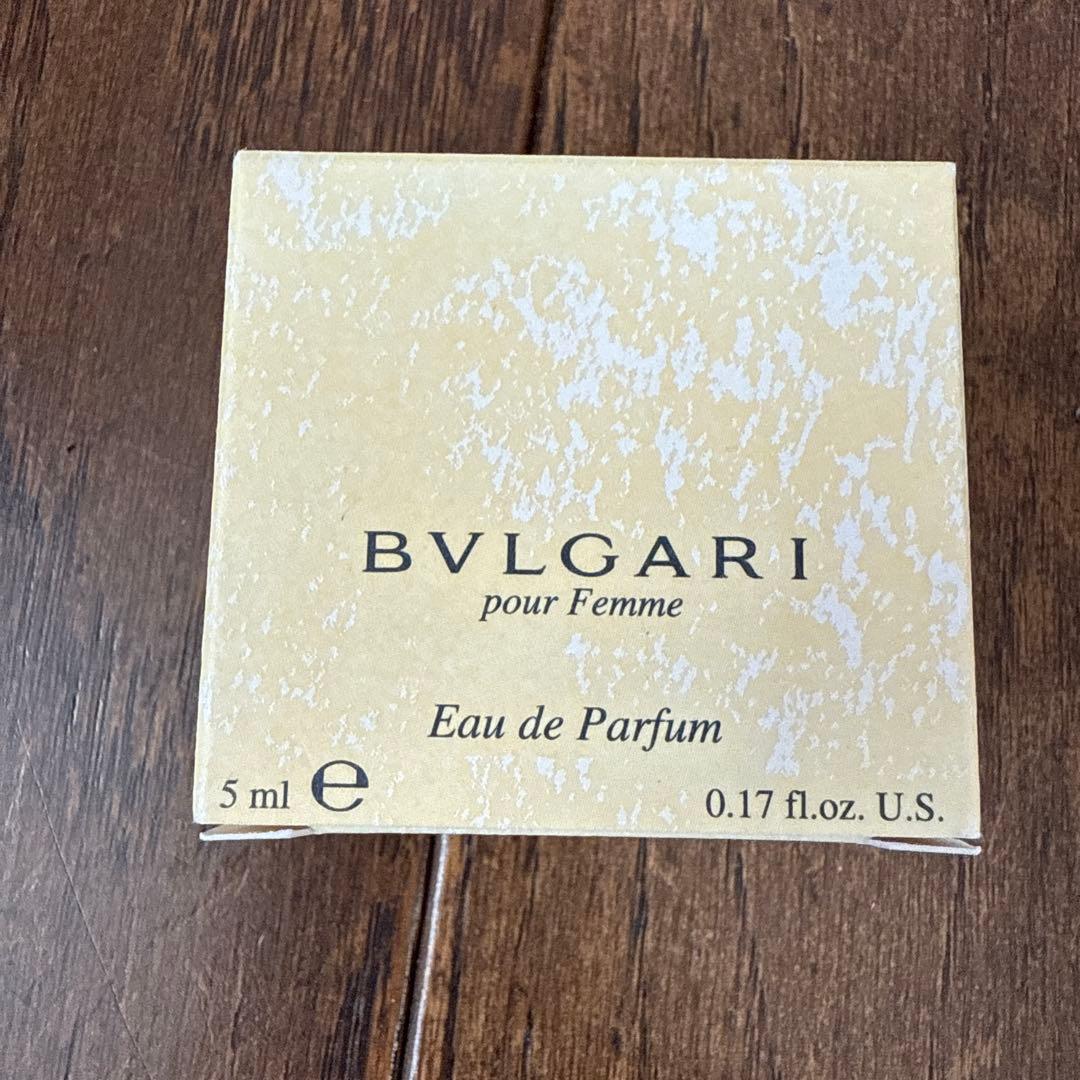 BVLGARI
pour Femme
Eau de Parfum
5 ml ℮
0.17 fl.oz. U.S.